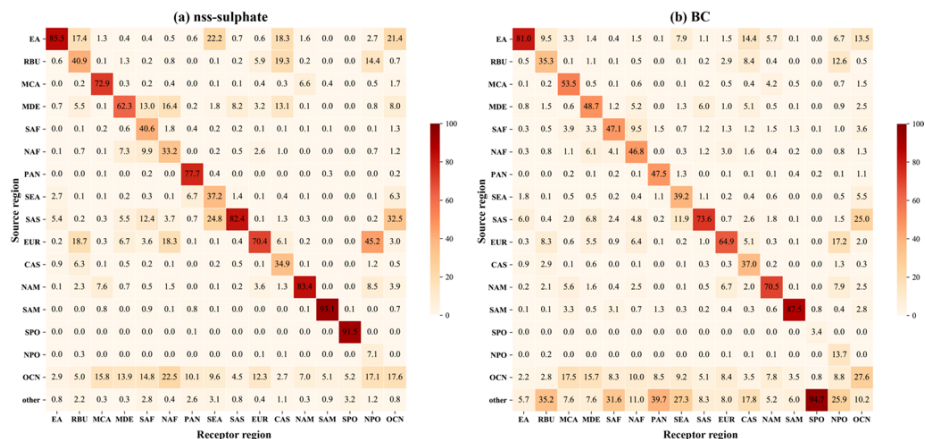 (a) nss-sulphate
EA 85.5 17.4 1.3 0.4 0.4 0.5 0.6 22.2 0.7 0.6 18.3 1.6 0.0 0.0 2.7 21.4
RBU 0.6 40.9 0.1 1.3 0.2 0.8 0.0 0.1 0.0 5.9 19.3 0.2 0.0 0.0 14.4 0.7
MCA 0.0 0.2 72.9 0.3 0.2 0.4 0.0 0.0 0.1 0.4 0.0 6.6 0.0 0.0 0.5 1.7
MDE 0.7 5.5 0.1 62.3 13.0 16.4 0.2 1.8 8.2 3.2 13.1 0.1 0.0 0.0 0.8 8.0
SAF 0.0 0.1 0.2 0.6 40.6 1.8 0.4 0.2 0.2 0.1 0.1 0.1 0.1 0.0 0.1 1.3
NAF 0.1 0.7 0.1 7.3 9.9 33.2 0.0 0.2 0.5 2.6 1.0 0.1 0.0 0.0 0.7 1.2
PAN 0.0 0.0 0.1 0.0 0.1 0.1 77.7 0.4 0.0 0.0 0.0 0.0 0.3 0.0 0.0 0.2
SEA 2.7 0.1 0.1 0.2 0.3 0.1 6.7 37.2 1.4 0.0 0.2 0.0 0.0 0.0 0.1 6.3
SAS 5.4 0.2 0.3 5.5 12.4 3.7 0.7 24.8 82.4 0.1 1.3 0.3 0.0 0.0 0.2 32.5
EUR 0.2 18.7 0.3 6.7 3.6 18.3 0.0 0.1 0.4 70.4 6.1 0.2 0.0 0.0 45.2 3.0
CAS 0.9 6.3 0.1 0.5 0.2 0.2 0.1 0.2 0.5 0.1 34.9 0.0 0.0 0.0 1.2 0.5
NAM 0.1 2.3 7.6 0.7 0.5 1.5 0.0 0.2 0.1 3.6 1.3 83.4 0.0 0.0 8.5 3.9
SAM 0.0 0.0 0.8 0.0 0.9 0.1 0.8 0.1 0.0 0.0 0.0 0.0 93.1 0.1 0.0 0.7
SPO 0.0 0.0 0.0 0.0 0.0 0.0 0.0 0.0 0.0 0.0 0.0 0.0 0.0 91.5 0.0 0.0
NPO 0.0 0.3 0.0 0.0 0.0 0.0 0.0 0.0 0.0 0.1 0.1 0.0 0.0 0.0 7.1 0.0
OCN 2.9 5.0 15.8 13.9 14.8 22.5 10.1 9.6 4.5 12.3 2.7 7.0 5.1 5.2 17.1 17.6
other 0.8 2.2 0.3 0.3 2.8 0.4 2.6 3.1 0.8 0.4 1.1 0.3 0.9 3.2 1.2 0.8
EA RBU MCA MDE SAF NAF PAN SEA SAS EUR CAS NAM SAM SPO NPO OCN
Receptor region
Source region
100
80
60
40
20
0
(b) BC
EA 81.0 9.5 3.3 1.4 0.4 1.5 0.1 7.9 1.1 1.5 14.4 5.7 0.1 0.0 6.7 13.5
RBU 0.5 35.3 0.1 0.5 0.0 0.2 0.0 0.0 0.0 2.9 8.4 0.2 0.0 0.0 12.6 0.5
MCA 0.0 0.2 53.5 0.5 0.1 0.6 0.0 0.0 0.1 0.5 0.1 4.2 0.0 0.0 0.5 1.5
MDE 0.8 1.5 0.6 48.7 1.2 5.2 0.0 1.3 6.0 1.0 5.1 0.5 0.1 0.0 0.9 2.5
SAF 0.3 0.5 3.9 3.3 47.1 9.5 1.5 0.7 1.2 1.3 1.2 1.5 1.3 0.1 1.0 3.6
NAF 0.3 0.8 1.1 6.1 4.1 46.8 0.2 0.3 1.2 3.0 1.6 0.4 0.2 0.0 0.8 1.3
PAN 0.1 0.0 0.1 0.0 0.1 0.1 47.5 1.3 0.1 0.0 0.0 0.1 0.4 0.2 0.1 1.1
SEA 1.8 0.1 0.5 0.2 0.1 0.2 1.1 39.2 1.1 0.1 0.4 0.6 0.0 0.0 0.2 5.5
SAS 6.0 0.4 2.0 6.8 2.4 4.8 0.2 11.9 73.6 0.7 2.6 1.8 0.1 0.0 1.5 25.0
EUR 0.3 8.3 0.4 5.5 0.9 6.4 0.1 0.2 1.0 64.9 5.1 0.3 0.1 0.0 17.2 2.0
CAS 0.9 2.9 0.1 0.6 0.0 0.1 0.0 0.1 0.3 0.1 37.0 0.1 0.0 0.0 1.3 0.3
NAM 0.2 2.1 5.6 1.6 0.2 1.5 0.0 0.2 0.6 6.7 2.0 70.5 0.1 0.0 7.9 2.5
SAM 0.1 0.3 3.6 0.5 3.1 0.7 1.3 0.3 0.2 0.4 0.3 0.6 87.5 0.8 0.4 2.8
SPO 0.0 0.0 0.0 0.0 0.0 0.0 0.0 0.0 0.0 0.0 0.0 0.0 0.0 3.4 0.0 0.0
NPO 0.0 0.2 0.0 0.0 0.0 0.0 0.0 0.0 0.0 0.1 0.1 0.0 0.0 0.0 13.7 0.0
OCN 2.2 2.8 17.5 15.7 8.3 10.0 8.5 9.2 5.1 8.4 3.5 7.8 3.5 0.8 8.8 27.6
other 5.7 35.2 7.6 7.6 31.6 11.0 39.7 27.3 8.3 8.0 17.8 5.2 6.0 94.7 25.9 10.2
EA RBU MCA MDE SAF NAF PAN SEA SAS EUR CAS NAM SAM SPO NPO OCN
Receptor region
Source region
100
80
60
40
20
0